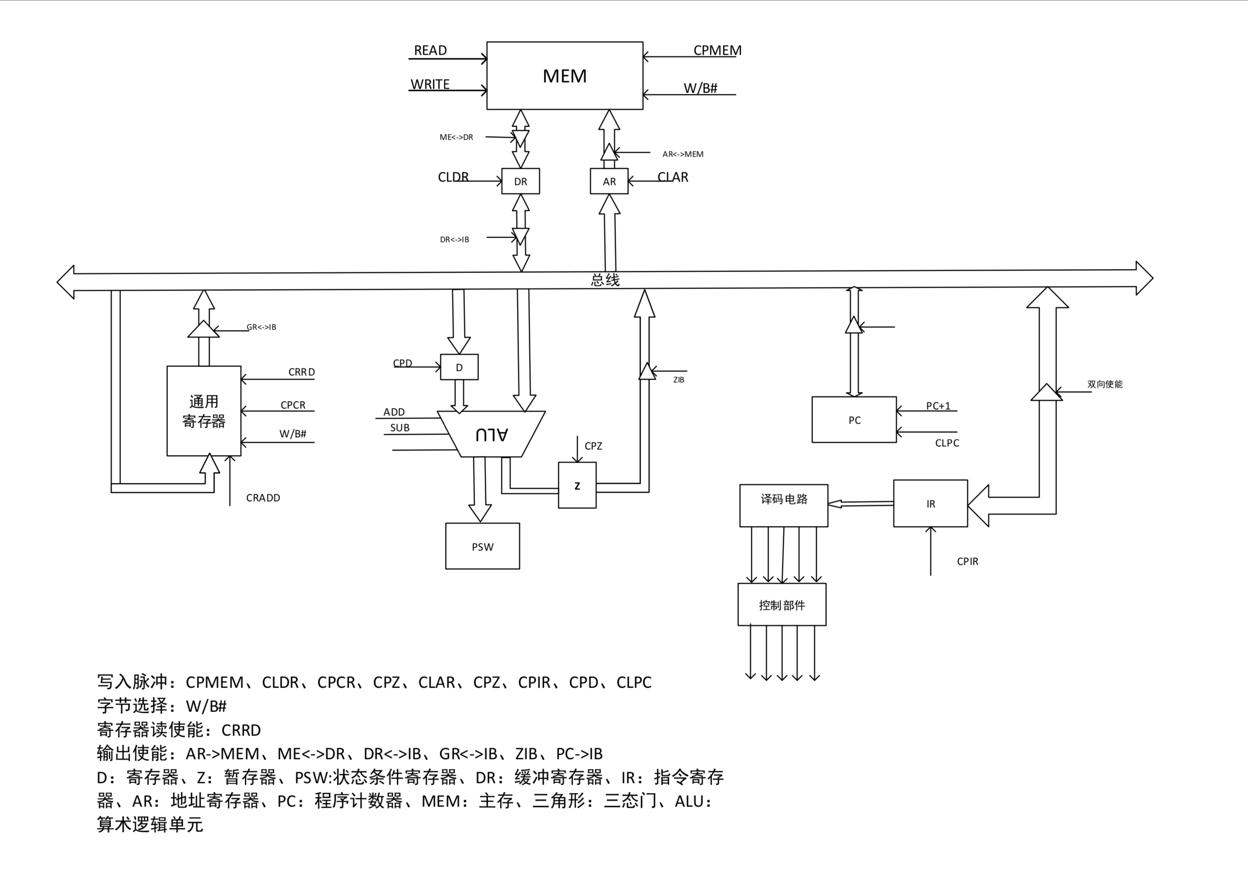 READ
CPMEM
MEM
WRITE
W/B#
ME<->DR
AR<->MEM
CLDR
DR
AR
CLAR
DR<->IB
总线
GR<->IB
CPD
D
ZIB
双向使能
通用
寄存器
CRRD
CPCR
W/B#
CRADD
ADD
SUB
ALU
CPZ
Z
PSW
PC
PC+1
CLPC
译码电路
IR
CPIR
控制部件
写入脉冲：CPMEM、CLDR、CPCR、CPZ、CLAR、CPZ、CPIR、CPD、CLPC
字节选择：W/B#
寄存器读使能：CRRD
输出使能：AR->MEM、ME<->DR、DR<->IB、GR<->IB、ZIB、PC->IB
D：寄存器、Z：暂存器、PSW:状态条件寄存器、DR：缓冲寄存器、IR：指令寄存
器、AR：地址寄存器、PC：程序计数器、MEM：主存、三角形：三态门、ALU：
算术逻辑单元